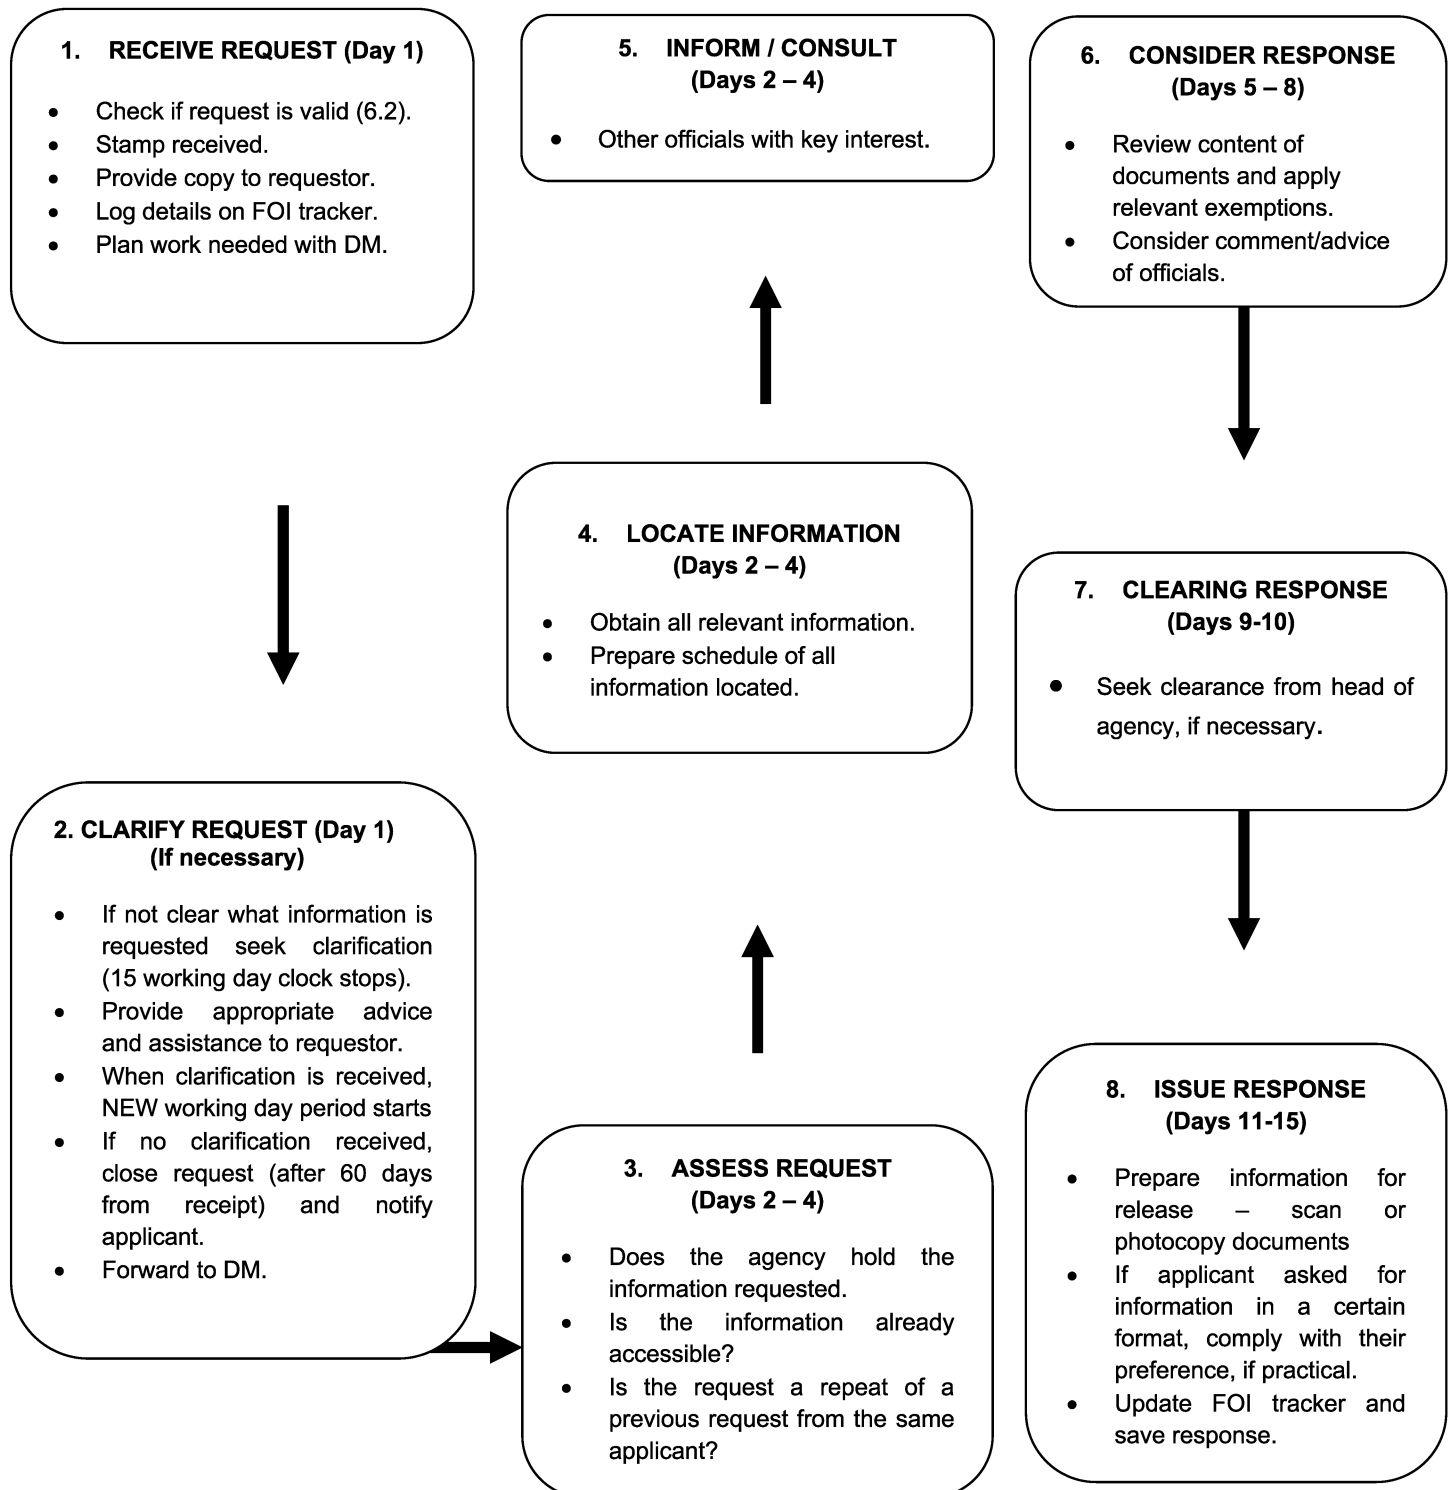 1. RECEIVE REQUEST (Day 1)
• Check if request is valid (6.2).
• Stamp received.
• Provide copy to requestor.
• Log details on FOI tracker.
• Plan work needed with DM.
2. CLARIFY REQUEST (Day 1)
(If necessary)
• If not clear what information is
requested seek clarification
(15 working day clock stops).
• Provide appropriate advice
and assistance to requestor.
• When clarification is received,
NEW working day period starts
• If no clarification received,
close request (after 60 days
from receipt) and notify
applicant.
• Forward to DM.
3. ASSESS REQUEST
(Days 2 – 4)
• Does the agency hold the
information requested.
• Is the information already
accessible?
• Is the request a repeat of a
previous request from the same
applicant?
4. LOCATE INFORMATION
(Days 2 – 4)
• Obtain all relevant information.
• Prepare schedule of all
information located.
5. INFORM / CONSULT
(Days 2 – 4)
• Other officials with key interest.
6. CONSIDER RESPONSE
(Days 5 – 8)
• Review content of
documents and apply
relevant exemptions.
• Consider comment/advice
of officials.
7. CLEARING RESPONSE
(Days 9-10)
• Seek clearance from head of
agency, if necessary.
8. ISSUE RESPONSE
(Days 11-15)
• Prepare information for
release – scan or
photocopy documents
• If applicant asked for
information in a certain
format, comply with their
preference, if practical.
• Update FOI tracker and
save response.